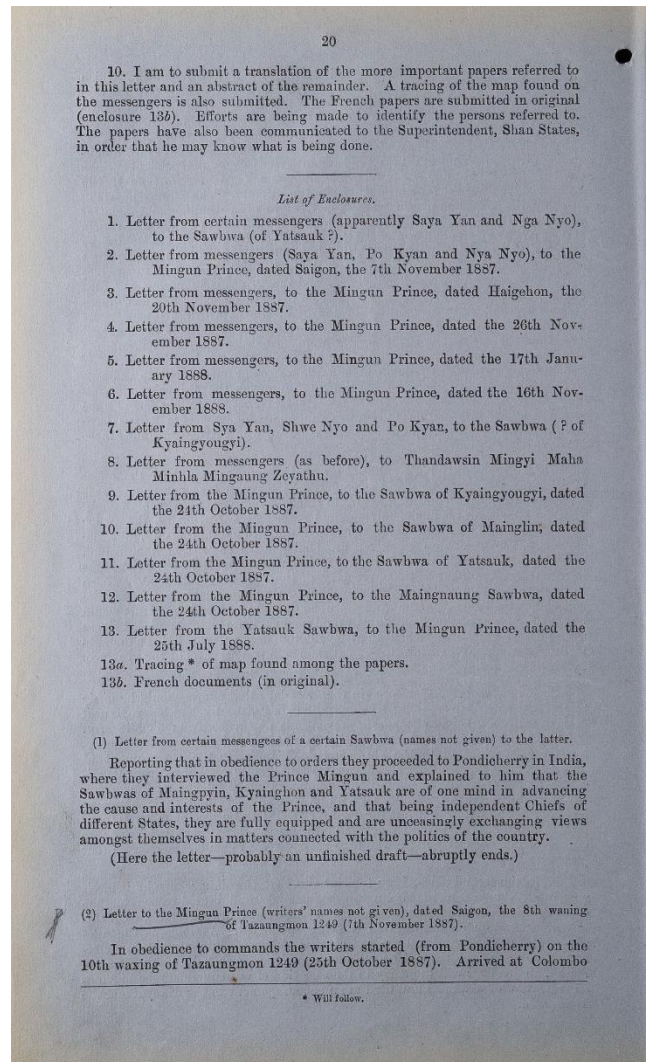 20
10. I am to submit a translation of the more important papers referred to
in this letter and an abstract of the remainder. A tracing of the map found on
the messengers is also submitted. The French papers are submitted in original
(enclosure 13b). Efforts are being made to identify the persons referred to.
The papers have also been communicated to the Superintendent, Shan States,
in order that he may know what is being done.
List of Enclosures.
1. Letter from certain messengers (apparently Saya Yan and Nga Nyo),
to the Sawbwa (of Yatsauk ?).
2. Letter from messengers (Saya Yan, Po Kyan and Nya Nyo), to the
Mingun Prince, dated Saigon, the 7th November 1887.
3. Letter from messengers, to the Mingun Prince, dated Haigehon, the
20th November 1887.
4. Letter from messengers, to the Mingun Prince, dated the 26th Nov-
ember 1887.
5. Letter from messengers, to the Mingun Prince, dated the 17th Janu-
ary 1888.
6. Letter from messengers, to the Mingun Prince, dated the 16th Nov-
ember 1888.
7. Letter from Sya Yan, Shwe Nyo and Po Kyan, to the Sawbwa ( ? of
Kyaingyougyi).
8. Letter from messengers (as before), to Thandawsin Mingyi Maha
Minhla Mingaung Zeyathu.
9. Letter from the Mingun Prince, to the Sawbwa of Kyaingyougyi, dated
the 24th October 1887.
10. Letter from the Mingun Prince, to the Sawbwa of Mainglin, dated
the 24th October 1887.
11. Letter from the Mingun Prince, to the Sawbwa of Yatsauk, dated the
24th October 1887.
12. Letter from the Mingun Prince, to the Maingnaung Sawbwa, dated
the 24th October 1887.
13. Letter from the Yatsauk Sawbwa, to the Mingun Prince, dated the
25th July 1888.
13a. Tracing * of map found among the papers.
13b. French documents (in original).
(1) Letter from certain messengees of a certain Sawbwa (names not given) to the latter.
Reporting that in obedience to orders they proceeded to Pondicherry in India,
where they interviewed the Prince Mingun and explained to him that the
Sawbwas of Maingpyin, Kyainghon and Yatsauk are of one mind in advancing
the cause and interests of the Prince, and that being independent Chiefs of
different States, they are fully equipped and are unceasingly exchanging views
amongst themselves in matters connected with the politics of the country.
(Here the letter—probably an unfinished draft—abruptly ends.)
(2) Letter to the Mingun Prince (writers' names not given), dated Saigon, the 8th waning
of Tazaungmon 1249 (7th November 1887).
In obedience to commands the writers started (from Pondicherry) on the
10th waxing of Tazaungmon 1249 (25th October 1887). Arrived at Colombo
* Will follow.